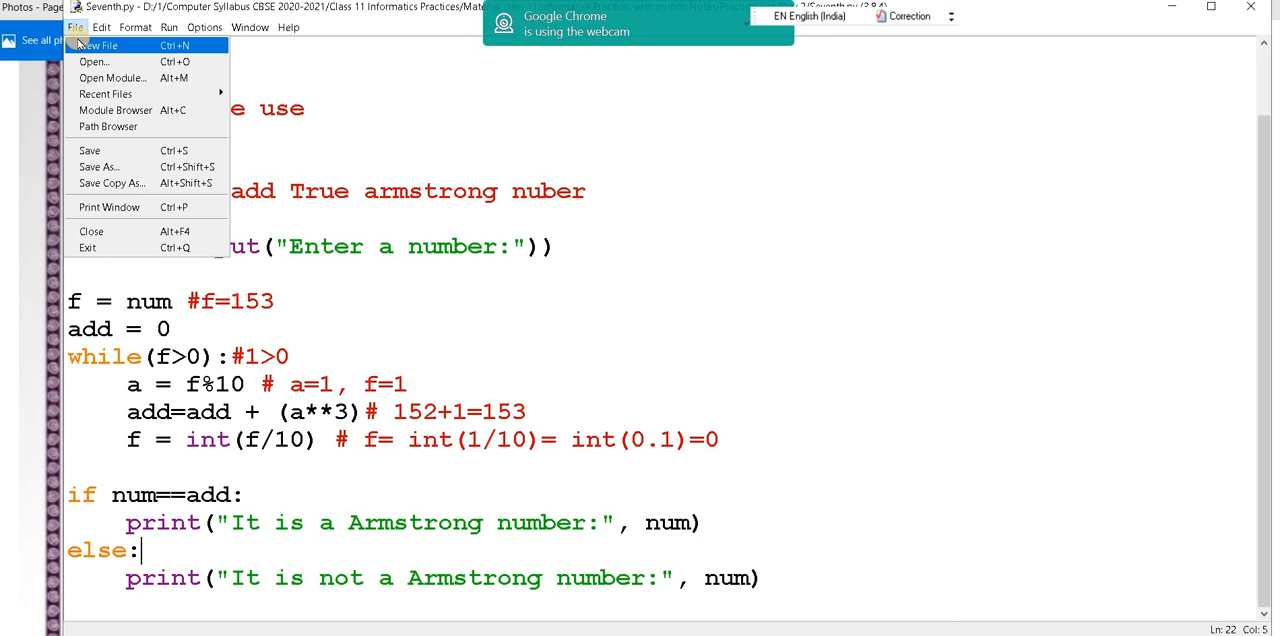 Photos - Page
Seventh.py - D:/1/Computer Syllabus CBSE 2020-2021/Class 11 Informatics Practices/
Google Chrome
is using the webcam
EN English (India)
Correction
File Edit Format Run Options Window Help
See all ph
New File Ctrl+N
Open... Ctrl+O
Open Module... Alt+M
Recent Files
Module Browser Alt+C
Path Browser
Save Ctrl+S
Save As... Ctrl+Shift+S
Save Copy As... Alt+Shift+S
Print Window Ctrl+P
Close Alt+F4
Exit Ctrl+Q
e use
add True armstrong nuber
ut("Enter a number:"))
f = num #f=153
add = 0
while(f>0):#1>0
a = f%10 # a=1, f=1
add=add + (a**3)# 152+1=153
f = int(f/10) # f= int(1/10)= int(0.1)=0
if num==add:
print("It is a Armstrong number:", num)
else:
print("It is not a Armstrong number:", num)
Ln: 22 Col: 5